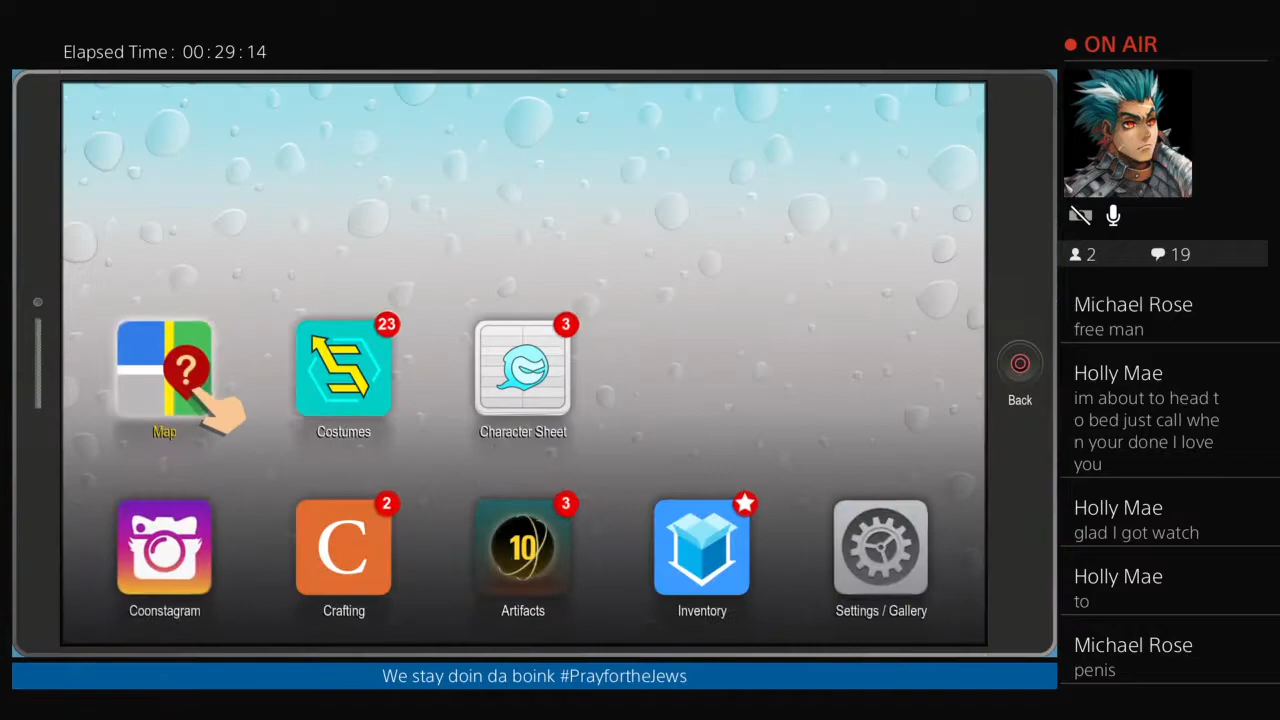 Elapsed Time: 00:29:14
ON AIR
2 19
Michael Rose
free man
Holly Mae
im about to head t
o bed just call whe
n your done I love
you
Holly Mae
glad I got watch
Holly Mae
to
Michael Rose
penis
?
23
3
Map
Costumes
Character Sheet
Back
C
2
10
3
Coonstagram
Crafting
Artifacts
Inventory
Settings / Gallery
We stay doin da boink #PrayfortheJews